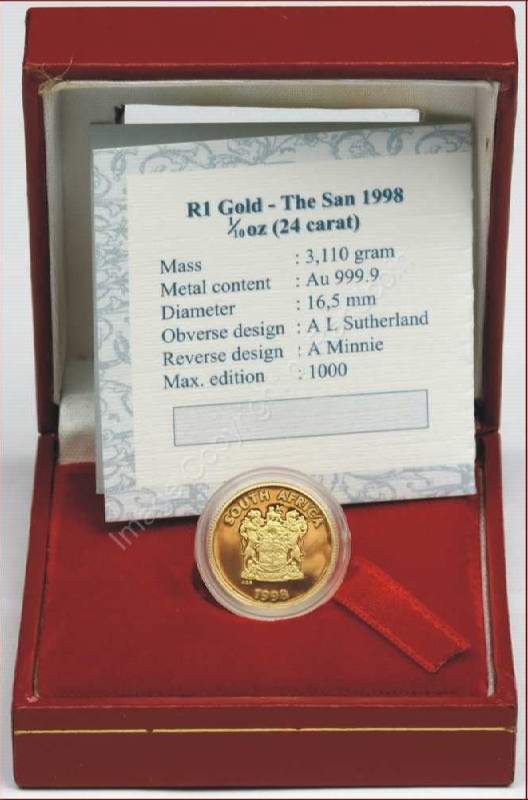 R1 Gold - The San 1998
1/10 oz (24 carat)
Mass : 3,110 gram
Metal content : Au 999.9
Diameter : 16,5 mm
Obverse design : A L Sutherland
Reverse design : A Minnie
Max. edition : 1000
SOUTH AFRICA
ALS
1998